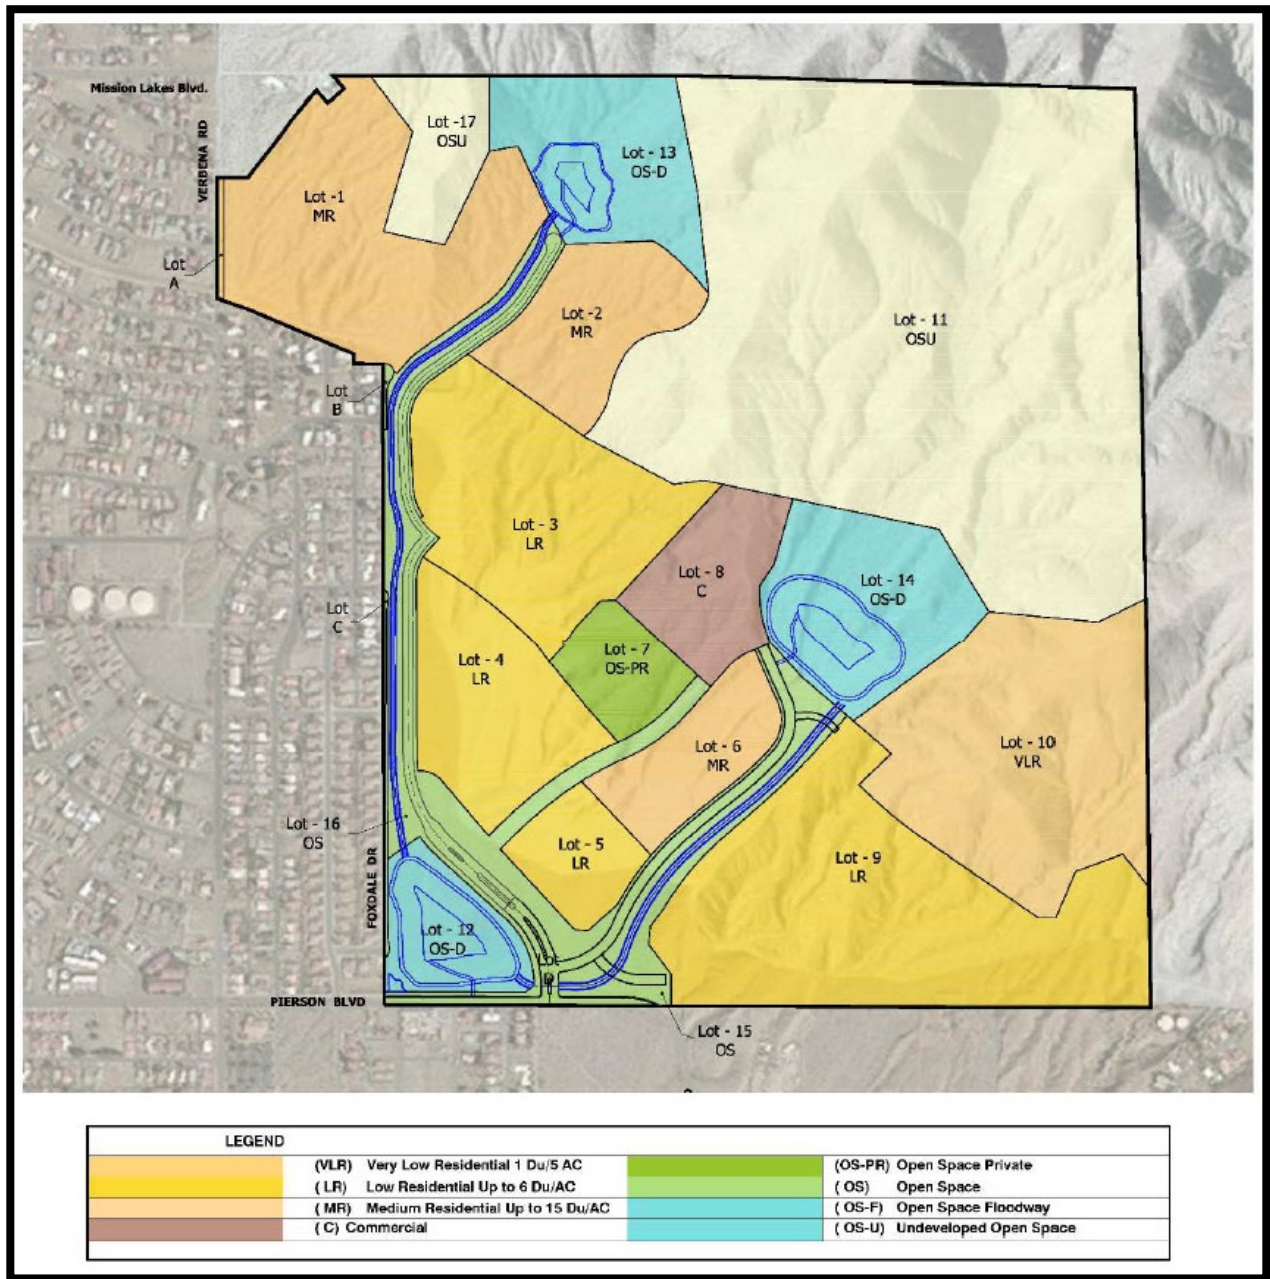 Mission Lakes Blvd.
VERBENA RD
Lot -17
OSU
Lot - 13
OS-D
Lot -1
MR
Lot
A
Lot -2
MR
Lot - 11
OSU
Lot
B
Lot - 3
LR
Lot - 8
C
Lot - 14
OS-D
Lot
C
Lot - 4
LR
Lot - 7
OS-PR
Lot - 6
MR
Lot - 10
VLR
Lot - 16
OS
Lot - 5
LR
Lot - 9
LR
FOXDALE DR
Lot - 12
OS-D
Lot
PIERSON BLVD
Lot - 15
OS
LEGEND
(VLR) Very Low Residential 1 Du/5 AC
( LR) Low Residential Up to 6 Du/AC
( MR) Medium Residential Up to 15 Du/AC
( C) Commercial
(OS-PR) Open Space Private
( OS) Open Space
( OS-F) Open Space Floodway
( OS-U) Undeveloped Open Space